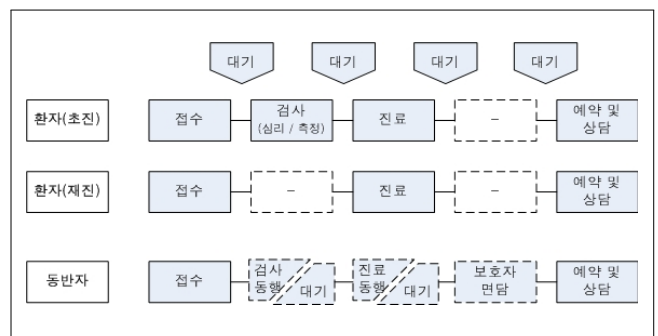 대기 대기 대기 대기
환자(초진) 접수 검사 (심리 / 측정) 진료 - 예약 및 상담
환자(재진) 접수 - 진료 - 예약 및 상담
동반자 접수 검사 동행 대기 진료 동행 대기 보호자 면담 예약 및 상담